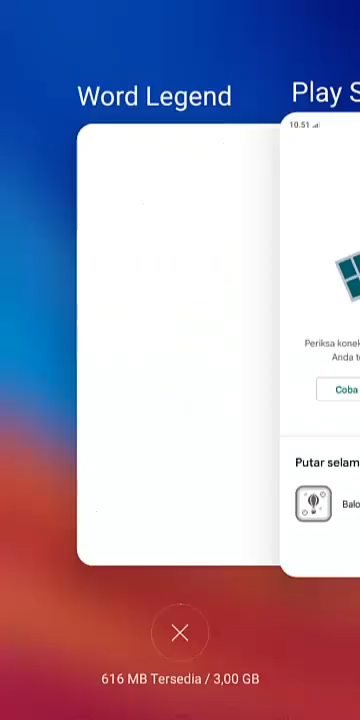 Word Legend
Play S
10.51
Periksa konek
Anda t
Coba
Putar selam
Balo
616 MB Tersedia / 3,00 GB